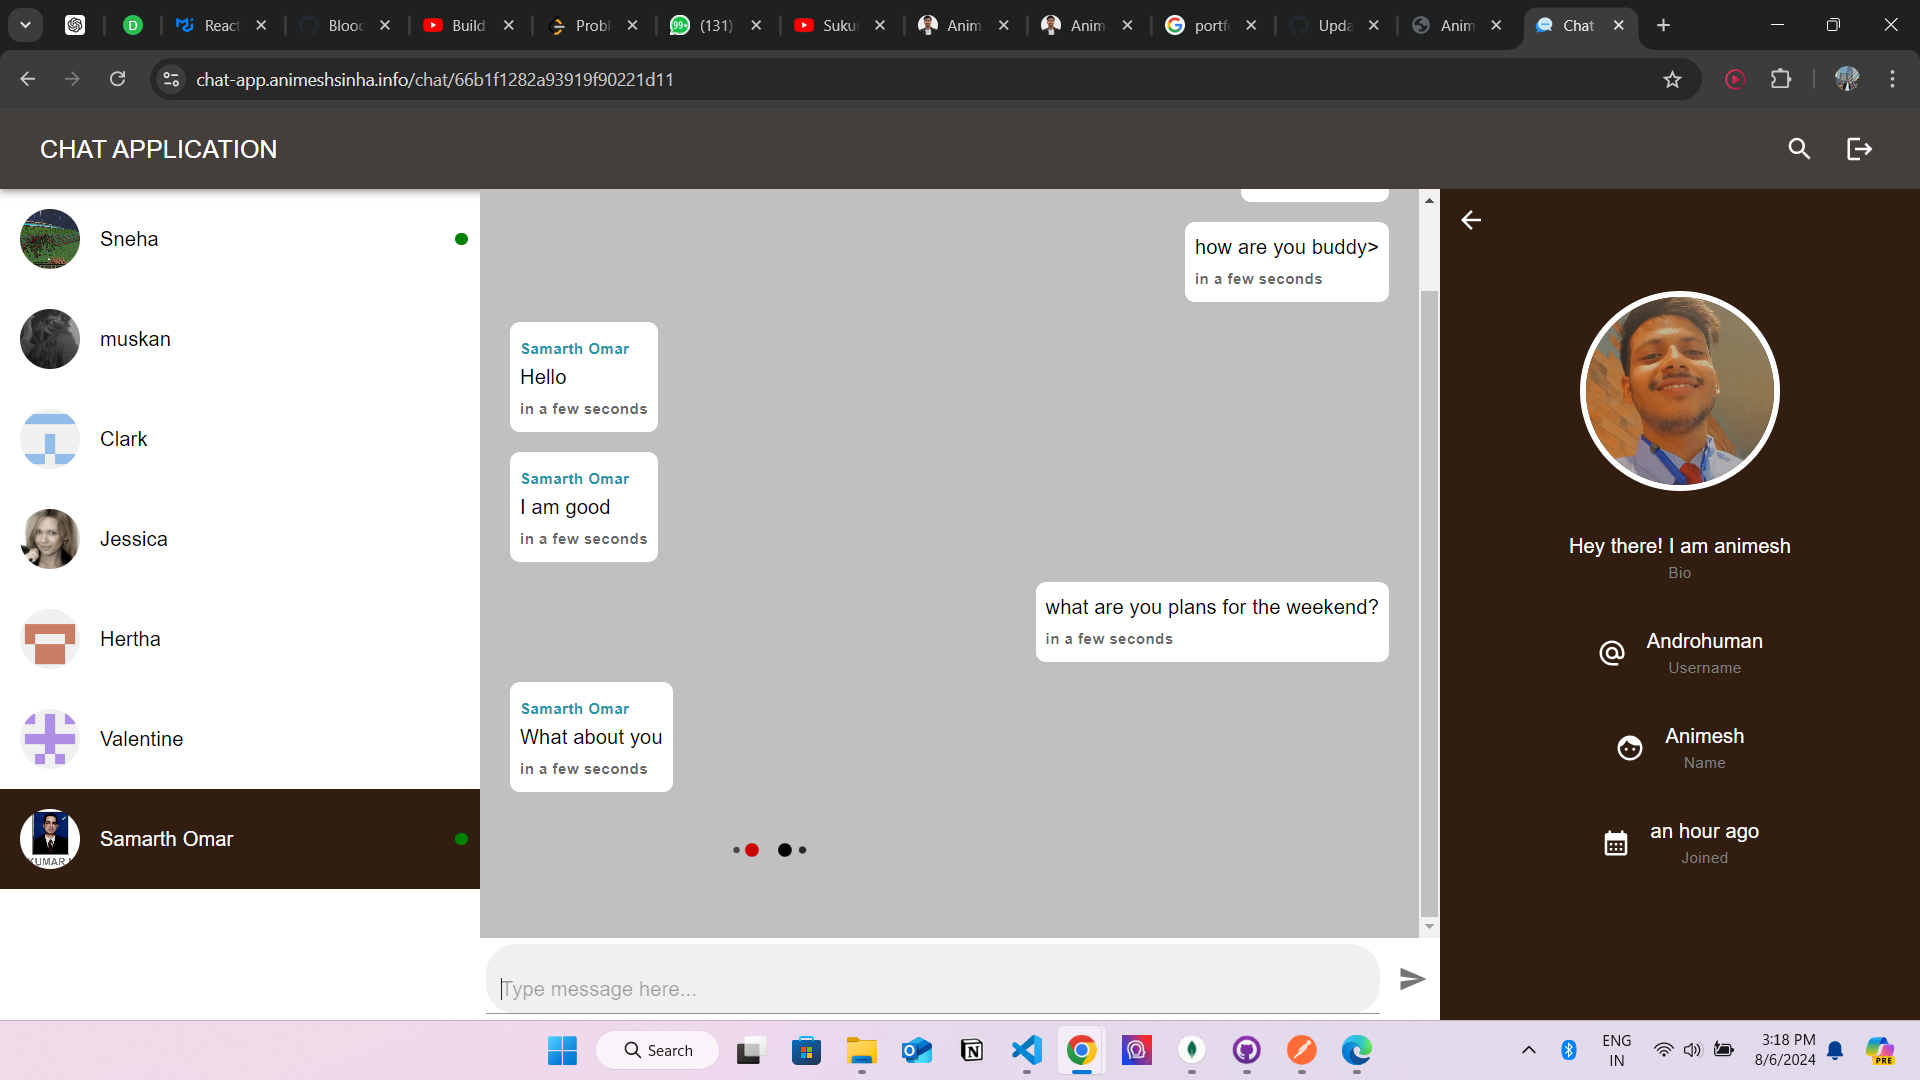 React
Blood
Build
Probl
(131)
Suku
Anim
Anim
portfo
Upda
Anim
Chat
chat-app.animeshsinha.info/chat/66b1f1282a93919f90221d11
CHAT APPLICATION
Sneha
muskan
Clark
Jessica
Hertha
Valentine
KUMAR
Samarth Omar
how are you buddy>
in a few seconds
Samarth Omar
Hello
in a few seconds
Samarth Omar
I am good
in a few seconds
what are you plans for the weekend?
in a few seconds
Samarth Omar
What about you
in a few seconds
Type message here...
Hey there! I am animesh
Bio
Androhuman
Username
Animesh
Name
an hour ago
Joined
Search
ENG
IN
3:18 PM
8/6/2024
PRE